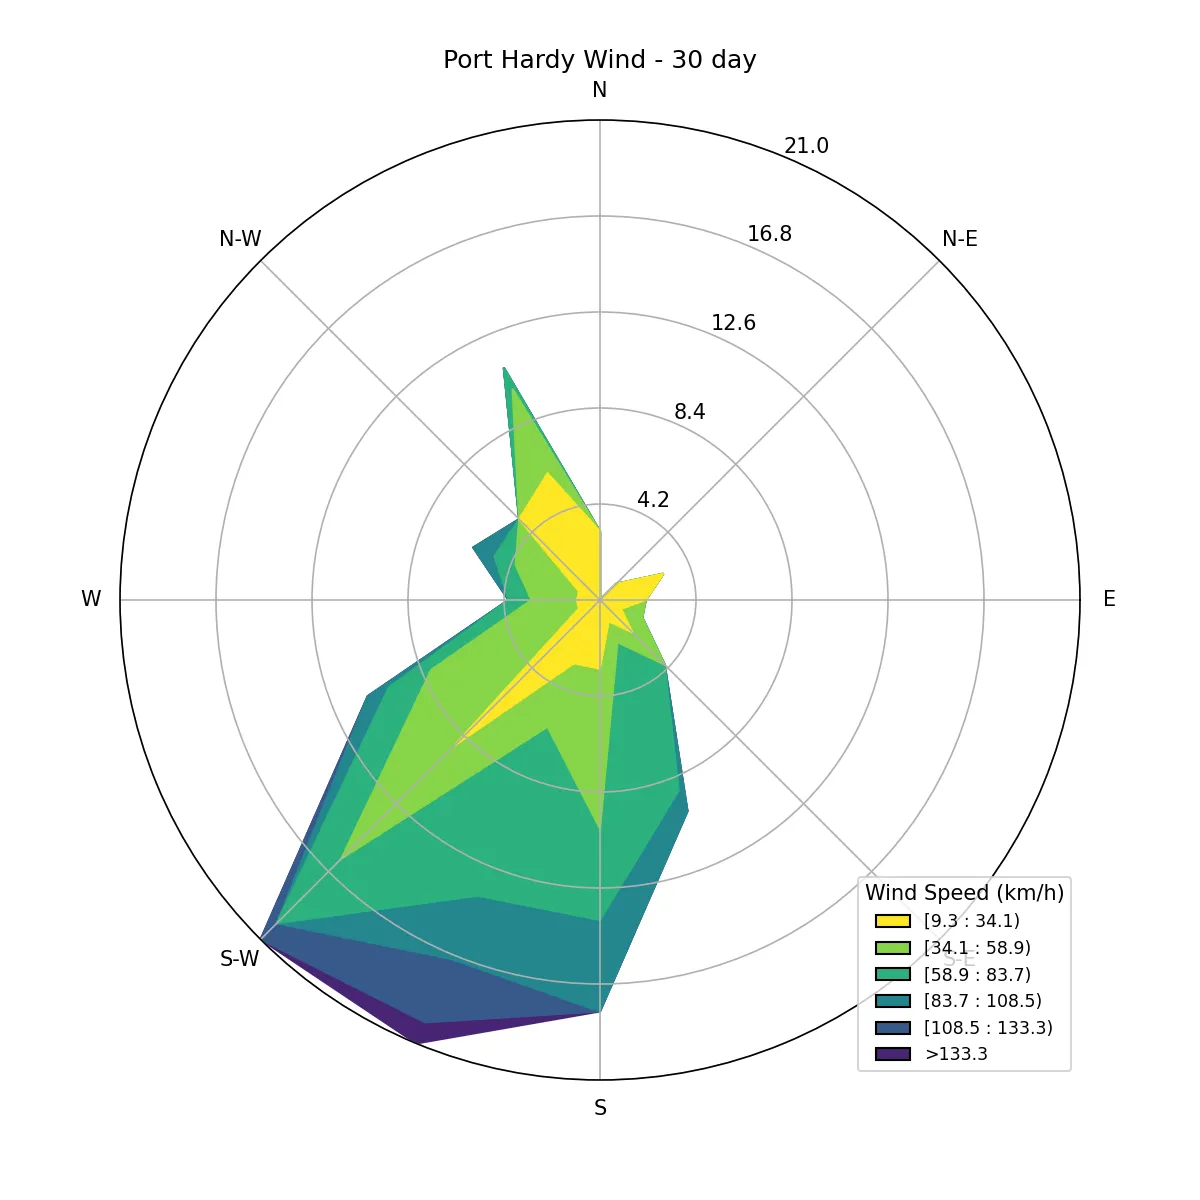 Port Hardy Wind - 30 day
N
21.0
16.8
N-W
N-E
12.6
8.4
4.2
W
E
Wind Speed (km/h)
[9.3 : 34.1)
[34.1 : 58.9)
S-W
S-E
[58.9 : 83.7)
[83.7 : 108.5)
[108.5 : 133.3)
>133.3
S